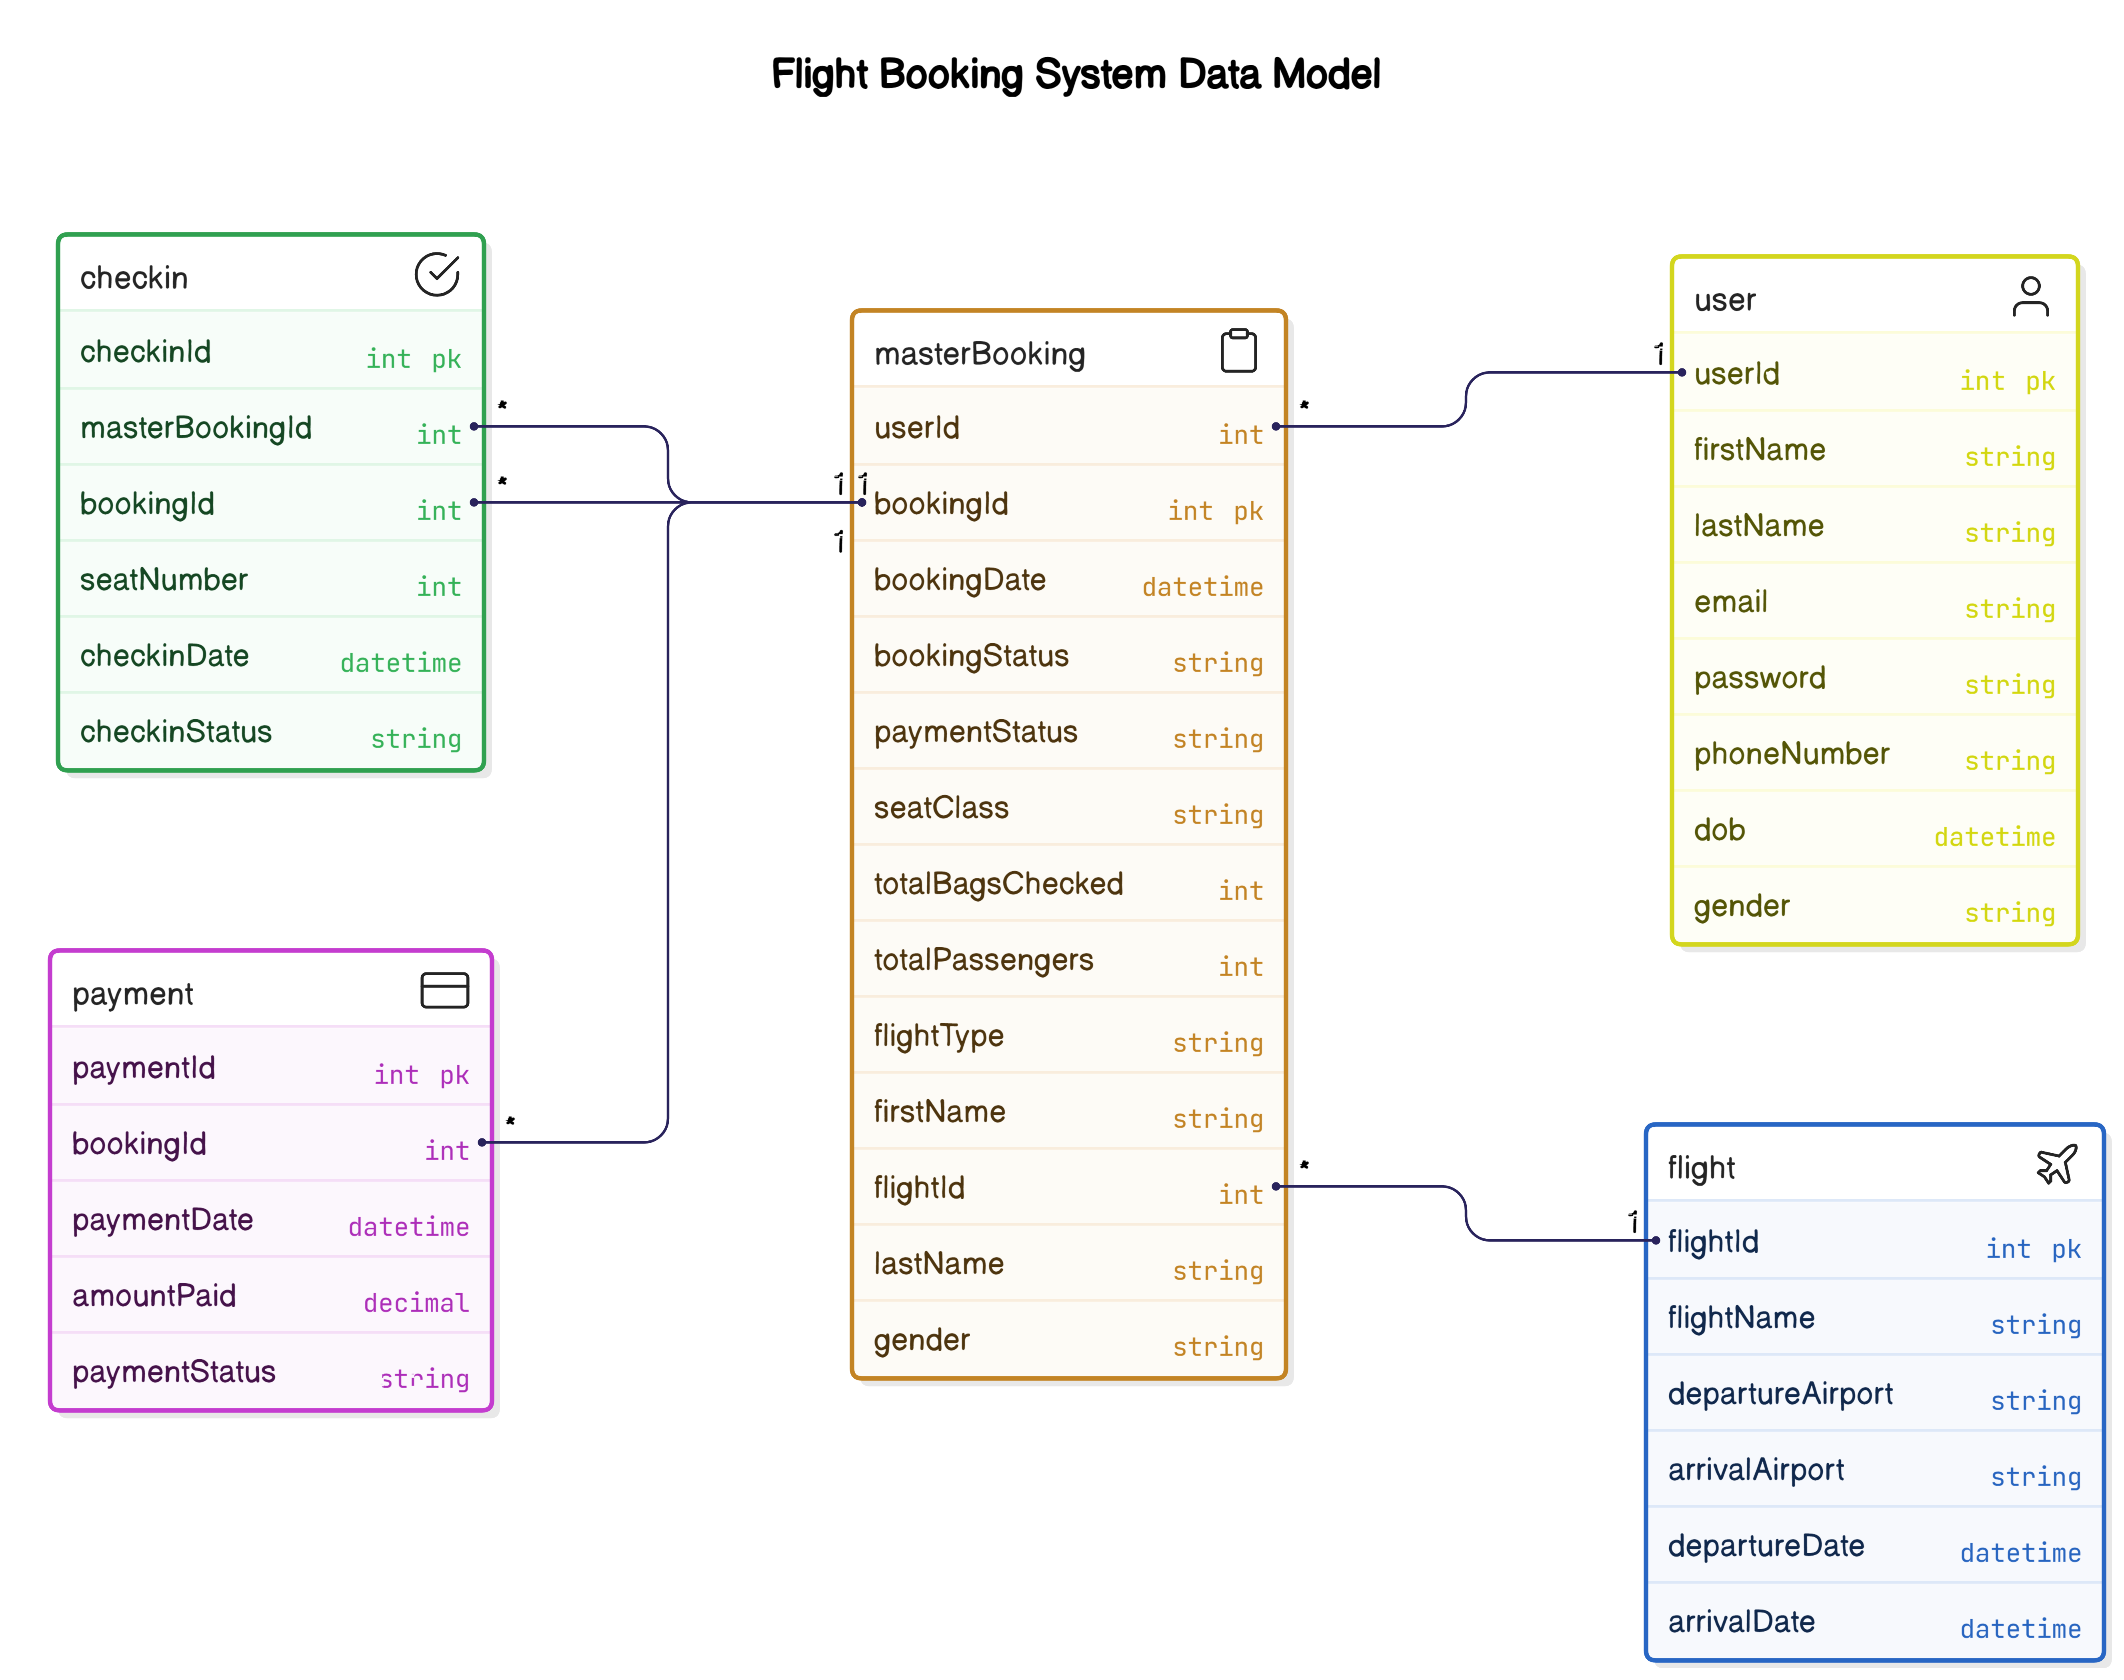 Flight Booking System Data Model
checkin
checkinId int pk
masterBookingId int
bookingId int
seatNumber int
checkinDate datetime
checkinStatus string
*
*
1 1
1
payment
paymentId int pk
bookingId int
paymentDate datetime
amountPaid decimal
paymentStatus string
*
masterBooking
userId int
bookingId int pk
bookingDate datetime
bookingStatus string
paymentStatus string
seatClass string
totalBagsChecked int
totalPassengers int
flightType string
firstName string
flightId int
lastName string
gender string
*
1
*
1
user
userId int pk
firstName string
lastName string
email string
password string
phoneNumber string
dob datetime
gender string
flight
flightId int pk
flightName string
departureAirport string
arrivalAirport string
departureDate datetime
arrivalDate datetime